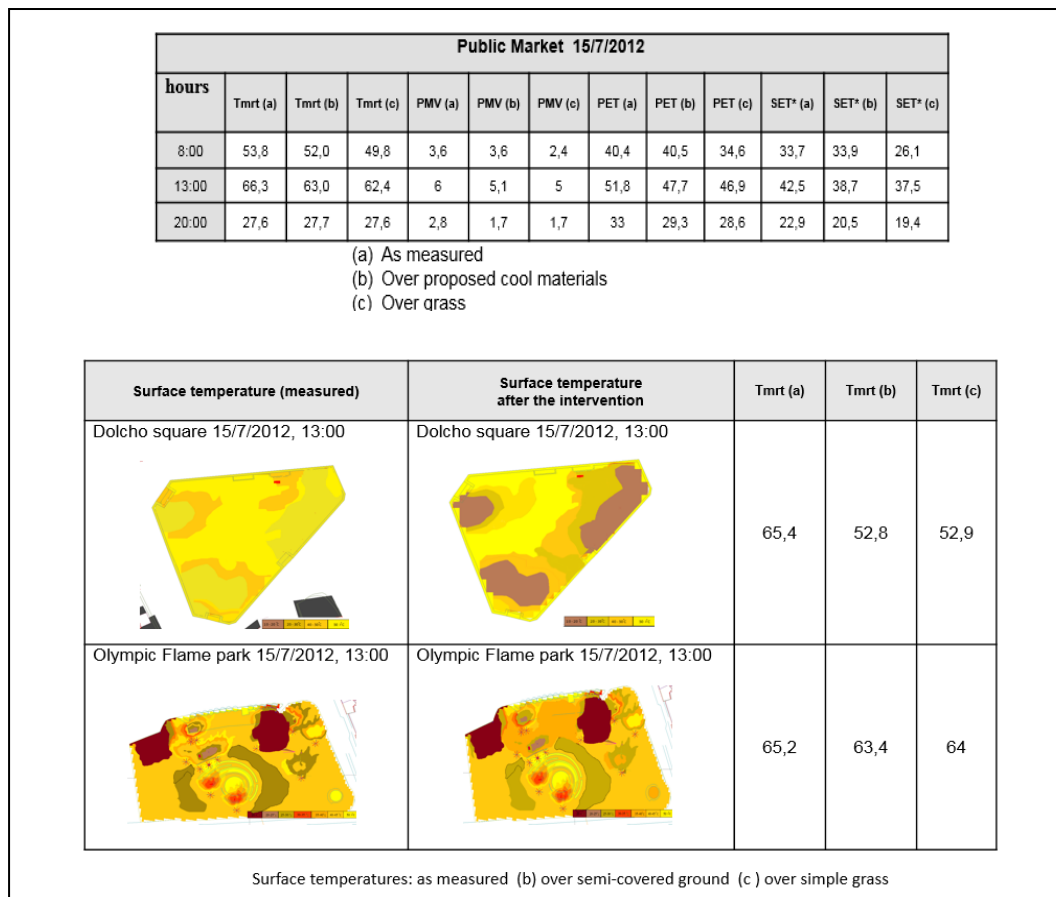 Public Market 15/7/2012
hours Tmrt (a) Tmrt (b) Tmrt (c) PMV (a) PMV (b) PMV (c) PET (a) PET (b) PET (c) SET* (a) SET* (b) SET* (c)
8:00 53,8 52,0 49,8 3,6 3,6 2,4 40,4 40,5 34,6 33,7 33,9 26,1
13:00 66,3 63,0 62,4 6 5,1 5 51,8 47,7 46,9 42,5 38,7 37,5
20:00 27,6 27,7 27,6 2,8 1,7 1,7 33 29,3 28,6 22,9 20,5 19,4
(a) As measured
(b) Over proposed cool materials
(c) Over grass
Surface temperature (measured) Surface temperature after the intervention Tmrt (a) Tmrt (b) Tmrt (c)
Dolcho square 15/7/2012, 13:00 Dolcho square 15/7/2012, 13:00
65,4 52,8 52,9
Olympic Flame park 15/7/2012, 13:00 Olympic Flame park 15/7/2012, 13:00
65,2 63,4 64
Surface temperatures: as measured (b) over semi-covered ground (c ) over simple grass